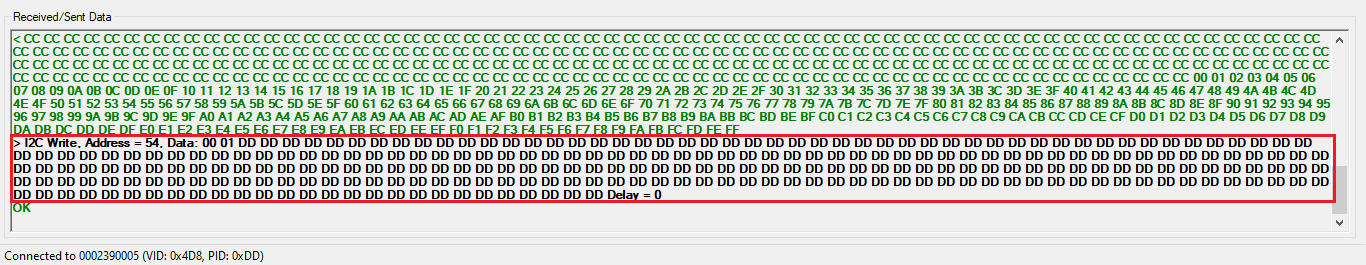 Received/Sent Data
< CC CC CC CC CC CC CC CC CC CC CC CC CC CC CC CC CC CC CC CC CC CC CC CC CC CC CC CC CC CC CC CC CC CC CC CC CC CC CC CC CC CC CC CC CC CC CC CC CC CC CC CC CC CC CC CC CC CC CC CC CC CC CC CC CC
CC CC CC CC CC CC CC CC CC CC CC CC CC CC CC CC CC CC CC CC CC CC CC CC CC CC CC CC CC CC CC CC CC CC CC CC CC CC CC CC CC CC CC CC CC CC CC CC CC CC CC CC CC CC CC CC CC CC CC CC CC CC CC CC CC CC
CC CC CC CC CC CC CC CC CC CC CC CC CC CC CC CC CC CC CC CC CC CC CC CC CC CC CC CC CC CC CC CC CC CC CC CC CC CC CC CC CC CC CC CC CC CC CC CC CC CC CC CC CC CC CC CC CC CC CC CC CC CC CC CC CC CC
CC CC CC CC CC CC CC CC CC CC CC CC CC CC CC CC CC CC CC CC CC CC CC CC CC CC CC CC CC CC CC CC CC CC CC CC CC CC CC CC CC CC CC CC CC CC CC CC CC CC CC CC CC CC CC CC CC CC CC 00 01 02 03 04 05 06
07 08 09 0A 0B 0C 0D 0E 0F 10 11 12 13 14 15 16 17 18 19 1A 1B 1C 1D 1E 1F 20 21 22 23 24 25 26 27 28 29 2A 2B 2C 2D 2E 2F 30 31 32 33 34 35 36 37 38 39 3A 3B 3C 3D 3E 3F 40 41 42 43 44 45 46 47 48 49 4A 4B 4C 4D
4E 4F 50 51 52 53 54 55 56 57 58 59 5A 5B 5C 5D 5E 5F 60 61 62 63 64 65 66 67 68 69 6A 6B 6C 6D 6E 6F 70 71 72 73 74 75 76 77 78 79 7A 7B 7C 7D 7E 7F 80 81 82 83 84 85 86 87 88 89 8A 8B 8C 8D 8E 8F 90 91 92 93 94 95
96 97 98 99 9A 9B 9C 9D 9E 9F A0 A1 A2 A3 A4 A5 A6 A7 A8 A9 AA AB AC AD AE AF B0 B1 B2 B3 B4 B5 B6 B7 B8 B9 BA BB BC BD BE BF C0 C1 C2 C3 C4 C5 C6 C7 C8 C9 CA CB CC CD CE CF D0 D1 D2 D3 D4 D5 D6 D7 D8 D9
DA DB DC DD DE DF E0 E1 E2 E3 E4 E5 E6 E7 E8 E9 EA EB EC ED EE EF F0 F1 F2 F3 F4 F5 F6 F7 F8 F9 FA FB FC FD FE FF
> I2C Write, Address = 54, Data: 00 01 DD DD DD DD DD DD DD DD DD DD DD DD DD DD DD DD DD DD DD DD DD DD DD DD DD DD DD DD DD DD DD DD DD DD DD DD DD DD DD DD DD DD DD DD DD DD DD DD DD
DD DD DD DD DD DD DD DD DD DD DD DD DD DD DD DD DD DD DD DD DD DD DD DD DD DD DD DD DD DD DD DD DD DD DD DD DD DD DD DD DD DD DD DD DD DD DD DD DD DD DD DD DD DD DD DD DD DD DD DD
DD DD DD DD DD DD DD DD DD DD DD DD DD DD DD DD DD DD DD DD DD DD DD DD DD DD DD DD DD DD DD DD DD DD DD DD DD DD DD DD DD DD DD DD DD DD DD DD DD DD DD DD DD DD DD DD DD DD DD DD
DD DD DD DD DD DD DD DD DD DD DD DD DD DD DD DD DD DD DD DD DD DD DD DD DD DD DD DD DD DD DD DD DD DD DD DD DD DD DD DD DD DD DD DD DD DD DD DD DD DD DD DD DD DD DD DD DD DD DD DD
DD DD DD DD DD DD DD DD DD DD DD DD DD DD DD DD DD DD DD DD DD DD DD DD DD DD DD Delay = 0
OK
Connected to 0002390005 (VID: 0x4D8, PID: 0xDD)